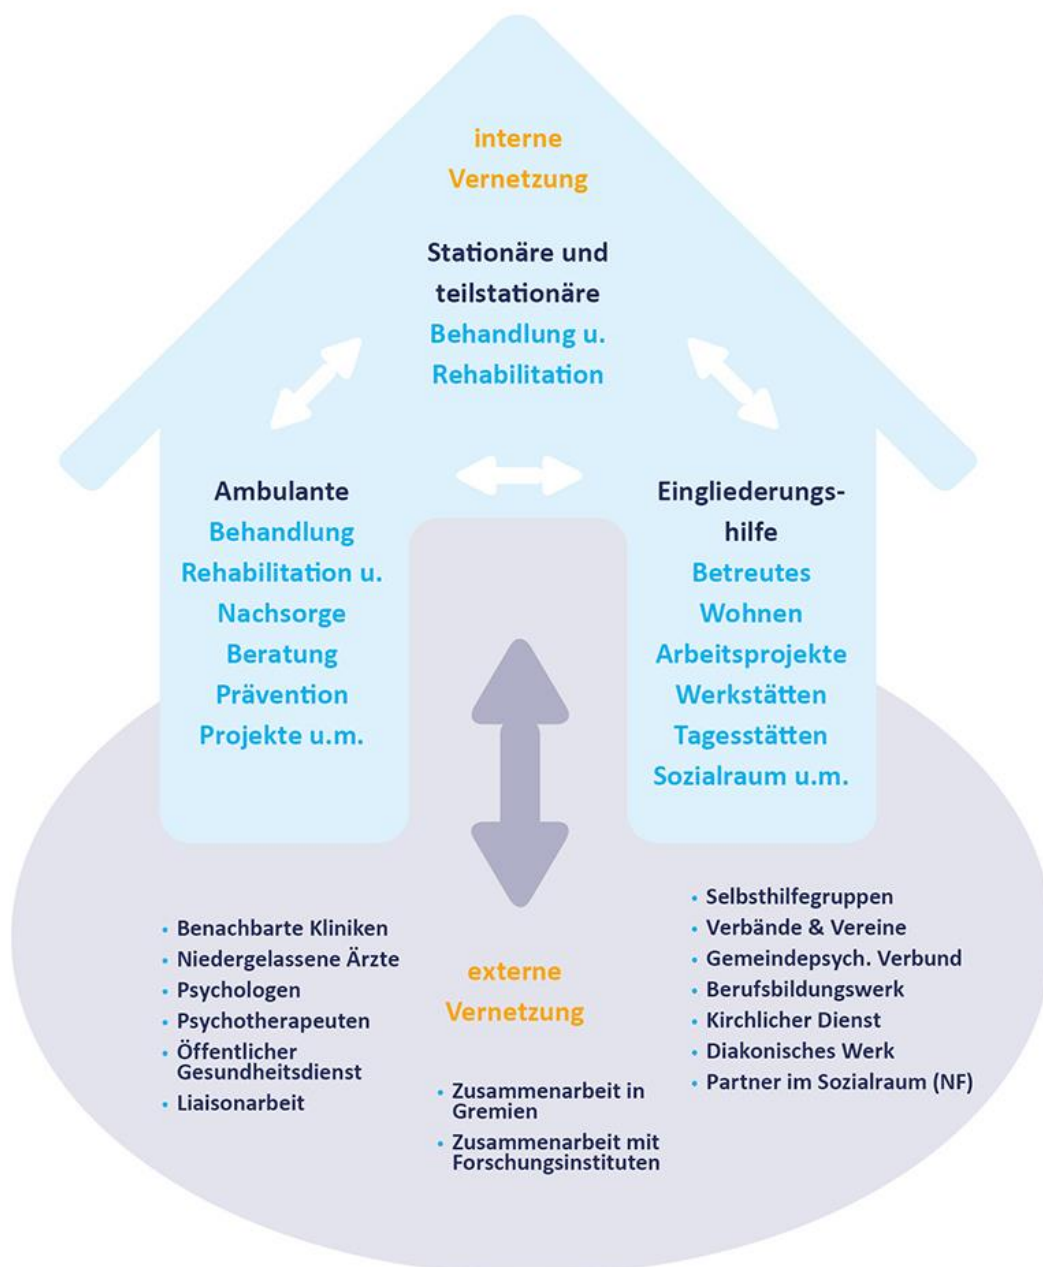 interne
Vernetzung
Stationäre und
teilstationäre
Behandlung u.
Rehabilitation
Ambulante
Behandlung
Rehabilitation u.
Nachsorge
Beratung
Prävention
Projekte u.m.
Eingliederungs-
hilfe
Betreutes
Wohnen
Arbeitsprojekte
Werkstätten
Tagesstätten
Sozialraum u.m.
• Benachbarte Kliniken
• Niedergelassene Ärzte
• Psychologen
• Psychotherapeuten
• Öffentlicher
Gesundheitsdienst
• Liaisonarbeit
externe
Vernetzung
• Zusammenarbeit in
Gremien
• Zusammenarbeit mit
Forschungsinstituten
• Selbsthilfegruppen
• Verbände & Vereine
• Gemeindepsych. Verbund
• Berufsbildungswerk
• Kirchlicher Dienst
• Diakonisches Werk
• Partner im Sozialraum (NF)